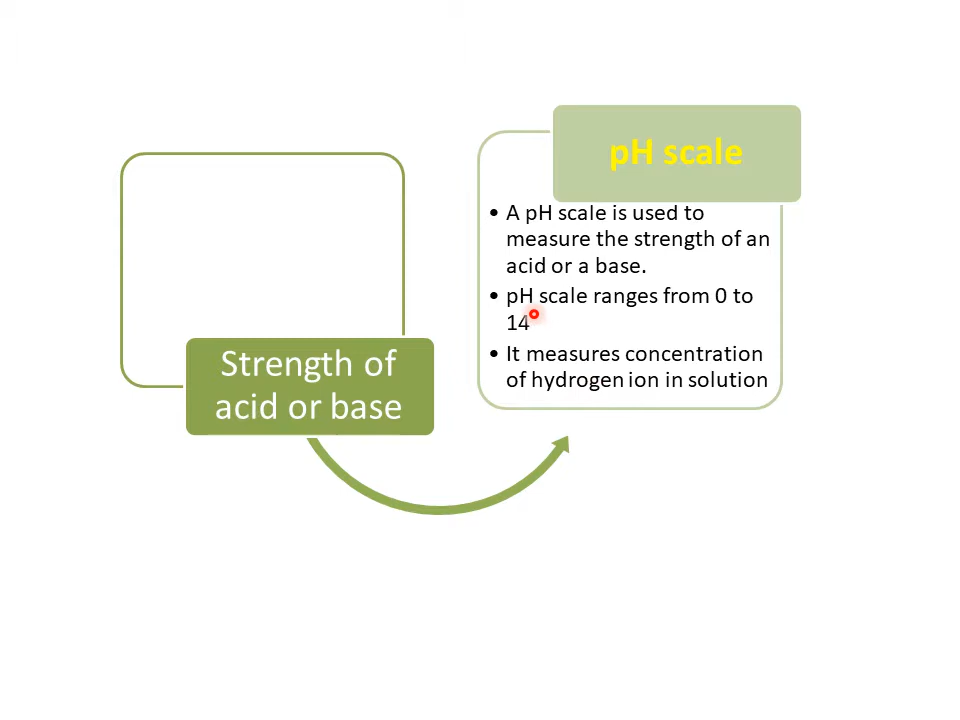 pH scale
• A pH scale is used to
measure the strength of an
acid or a base.
• pH scale ranges from 0 to
14
• It measures concentration
of hydrogen ion in solution
Strength of
acid or base